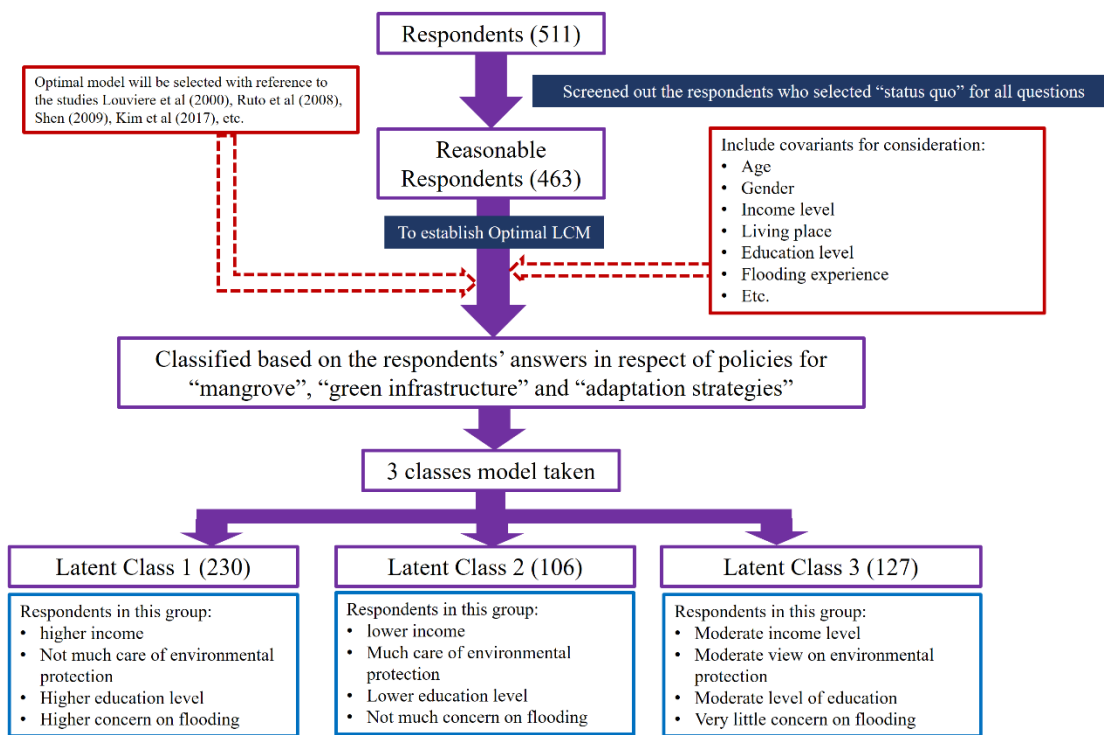 Respondents (511)
Optimal model will be selected with reference to
the studies Louviere et al (2000), Ruto et al (2008),
Shen (2009), Kim et al (2017), etc.
Screened out the respondents who selected “status quo” for all questions
Reasonable
Respondents (463)
Include covariants for consideration:
• Age
• Gender
• Income level
• Living place
• Education level
• Flooding experience
• Etc.
To establish Optimal LCM
Classified based on the respondents’ answers in respect of policies for
“mangrove”, “green infrastructure” and “adaptation strategies”
3 classes model taken
Latent Class 1 (230)
Respondents in this group:
• higher income
• Not much care of environmental
protection
• Higher education level
• Higher concern on flooding
Latent Class 2 (106)
Respondents in this group:
• lower income
• Much care of environmental
protection
• Lower education level
• Not much concern on flooding
Latent Class 3 (127)
Respondents in this group:
• Moderate income level
• Moderate view on environmental
protection
• Moderate level of education
• Very little concern on flooding